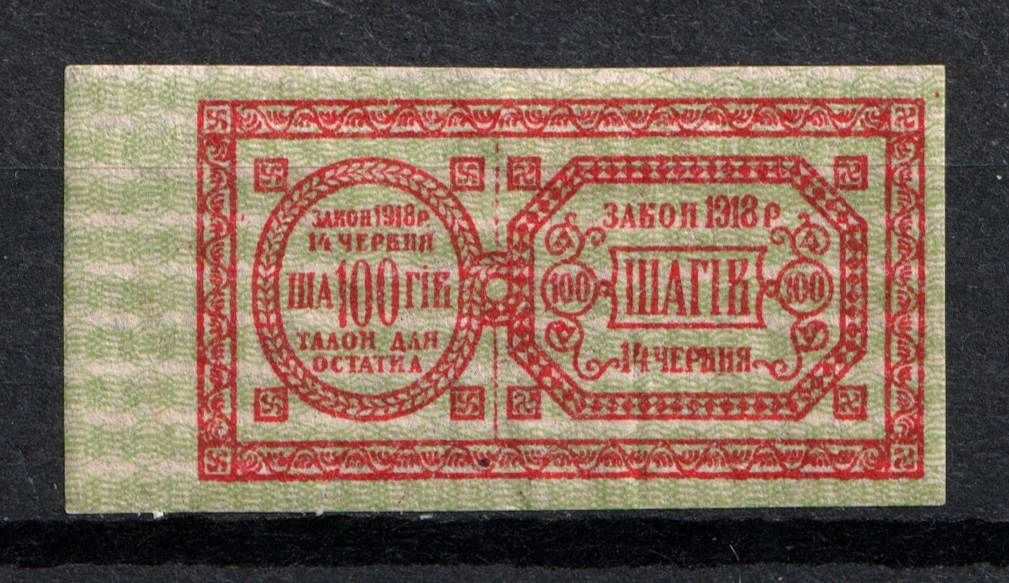 ЗАКОН 1918 Р
14 ЧЕРВНЯ
ША 100 ГІВ
ТАЛОН ДЛЯ
ОСТАТКА
ЗАКОН 1918 Р
100 ШАГІВ 100
14 ЧЕРВНЯ